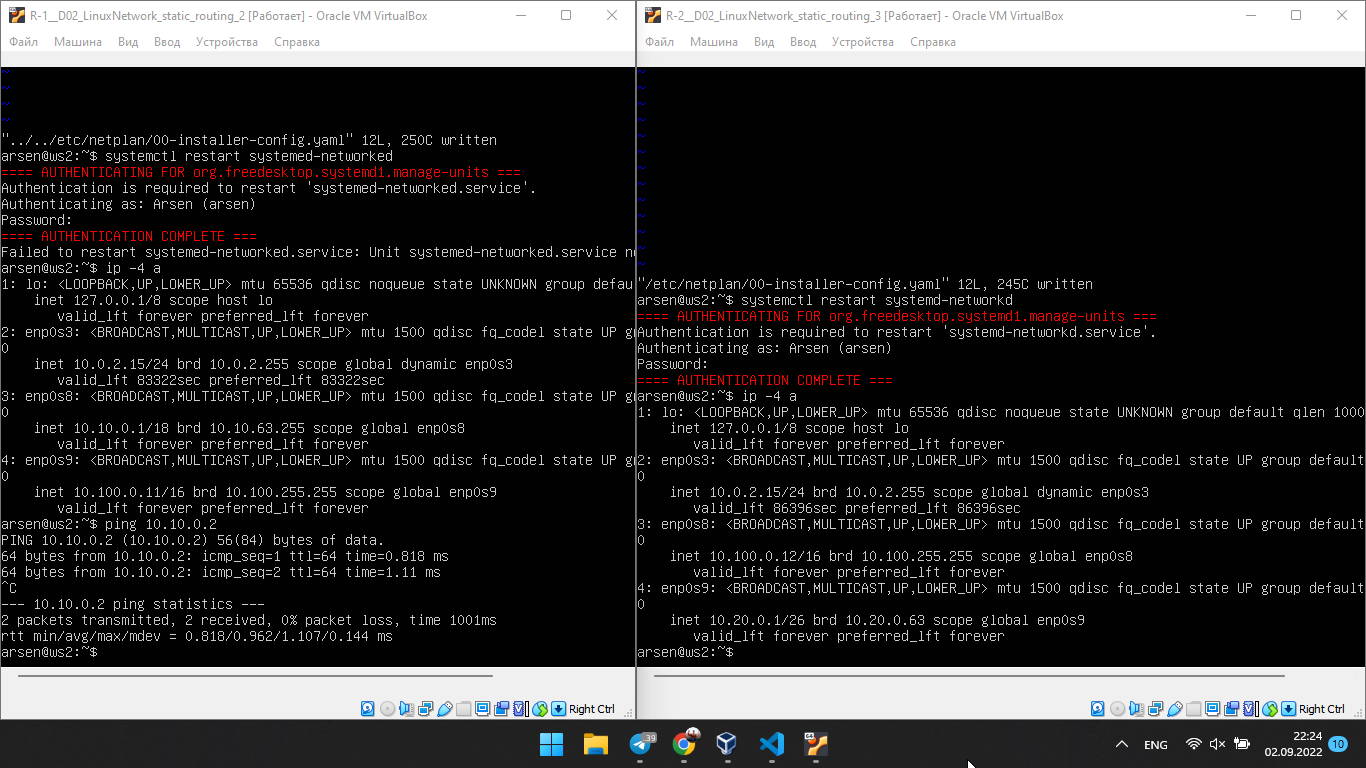 R-1__D02_LinuxNetwork_static_routing_2 [Работает] - Oracle VM VirtualBox
Файл Машина Вид Ввод Устройства Справка
~
~
~
~
"../../etc/netplan/00-installer-config.yaml" 12L, 250C written
arsen@ws2:~$ systemctl restart systemed-networked
==== AUTHENTICATING FOR org.freedesktop.systemd1.manage-units ===
Authentication is required to restart 'systemed-networked.service'.
Authenticating as: Arsen (arsen)
Password:
==== AUTHENTICATION COMPLETE ===
Failed to restart systemed-networked.service: Unit systemed-networked.service
arsen@ws2:~$ ip -4 a
1: lo: <LOOPBACK,UP,LOWER_UP> mtu 65536 qdisc noqueue state UNKNOWN group defau
inet 127.0.0.1/8 scope host lo
valid_lft forever preferred_lft forever
2: enp0s3: <BROADCAST,MULTICAST,UP,LOWER_UP> mtu 1500 qdisc fq_codel state UP g
0
inet 10.0.2.15/24 brd 10.0.2.255 scope global dynamic enp0s3
valid_lft 83322sec preferred_lft 83322sec
3: enp0s8: <BROADCAST,MULTICAST,UP,LOWER_UP> mtu 1500 qdisc fq_codel state UP g
0
inet 10.10.0.1/18 brd 10.10.63.255 scope global enp0s8
valid_lft forever preferred_lft forever
4: enp0s9: <BROADCAST,MULTICAST,UP,LOWER_UP> mtu 1500 qdisc fq_codel state UP g
0
inet 10.100.0.11/16 brd 10.100.255.255 scope global enp0s9
valid_lft forever preferred_lft forever
arsen@ws2:~$ ping 10.10.0.2
PING 10.10.0.2 (10.10.0.2) 56(84) bytes of data.
64 bytes from 10.10.0.2: icmp_seq=1 ttl=64 time=0.818 ms
64 bytes from 10.10.0.2: icmp_seq=2 ttl=64 time=1.11 ms
^C
--- 10.10.0.2 ping statistics ---
2 packets transmitted, 2 received, 0% packet loss, time 1001ms
rtt min/avg/max/mdev = 0.818/0.962/1.107/0.144 ms
arsen@ws2:~$
Right Ctrl
R-2__D02_LinuxNetwork_static_routing_3 [Работает] - Oracle VM VirtualBox
Файл Машина Вид Ввод Устройства Справка
~
~
~
~
~
~
~
~
~
~
~
~
~
"/etc/netplan/00-installer-config.yaml" 12L, 245C written
arsen@ws2:~$ systemctl restart systemd-networkd
==== AUTHENTICATING FOR org.freedesktop.systemd1.manage-units ===
Authentication is required to restart 'systemd-networkd.service'.
Authenticating as: Arsen (arsen)
Password:
==== AUTHENTICATION COMPLETE ===
arsen@ws2:~$ ip -4 a
1: lo: <LOOPBACK,UP,LOWER_UP> mtu 65536 qdisc noqueue state UNKNOWN group default qlen 1000
inet 127.0.0.1/8 scope host lo
valid_lft forever preferred_lft forever
2: enp0s3: <BROADCAST,MULTICAST,UP,LOWER_UP> mtu 1500 qdisc fq_codel state UP group default
0
inet 10.0.2.15/24 brd 10.0.2.255 scope global dynamic enp0s3
valid_lft 86396sec preferred_lft 86396sec
3: enp0s8: <BROADCAST,MULTICAST,UP,LOWER_UP> mtu 1500 qdisc fq_codel state UP group default
0
inet 10.100.0.12/16 brd 10.100.255.255 scope global enp0s8
valid_lft forever preferred_lft forever
4: enp0s9: <BROADCAST,MULTICAST,UP,LOWER_UP> mtu 1500 qdisc fq_codel state UP group default
0
inet 10.20.0.1/26 brd 10.20.0.63 scope global enp0s9
valid_lft forever preferred_lft forever
arsen@ws2:~$
Right Ctrl
39
ENG
22:24
02.09.2022
10